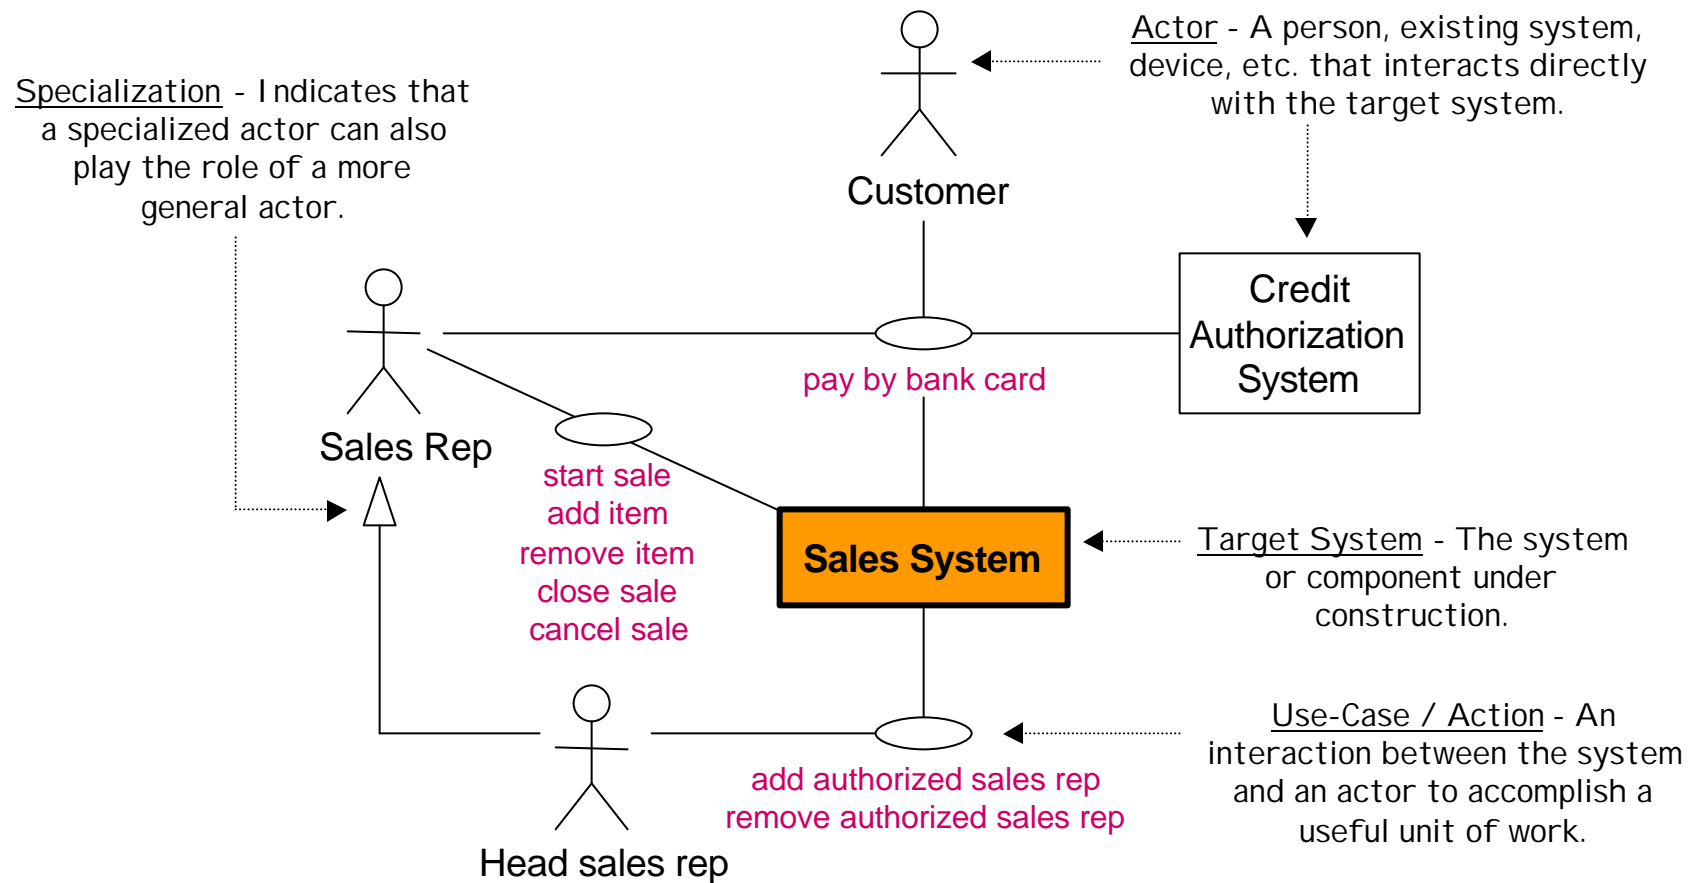 Actor - A person, existing system,
device, etc. that interacts directly
with the target system.
Specialization - Indicates that
a specialized actor can also
play the role of a more
general actor.
Customer
Credit
Authorization
System
pay by bank card
Sales Rep
start sale
add item
remove item
close sale
cancel sale
Sales System
Target System - The system
or component under
construction.
Use-Case / Action - An
interaction between the system
and an actor to accomplish a
useful unit of work.
add authorized sales rep
remove authorized sales rep
Head sales rep